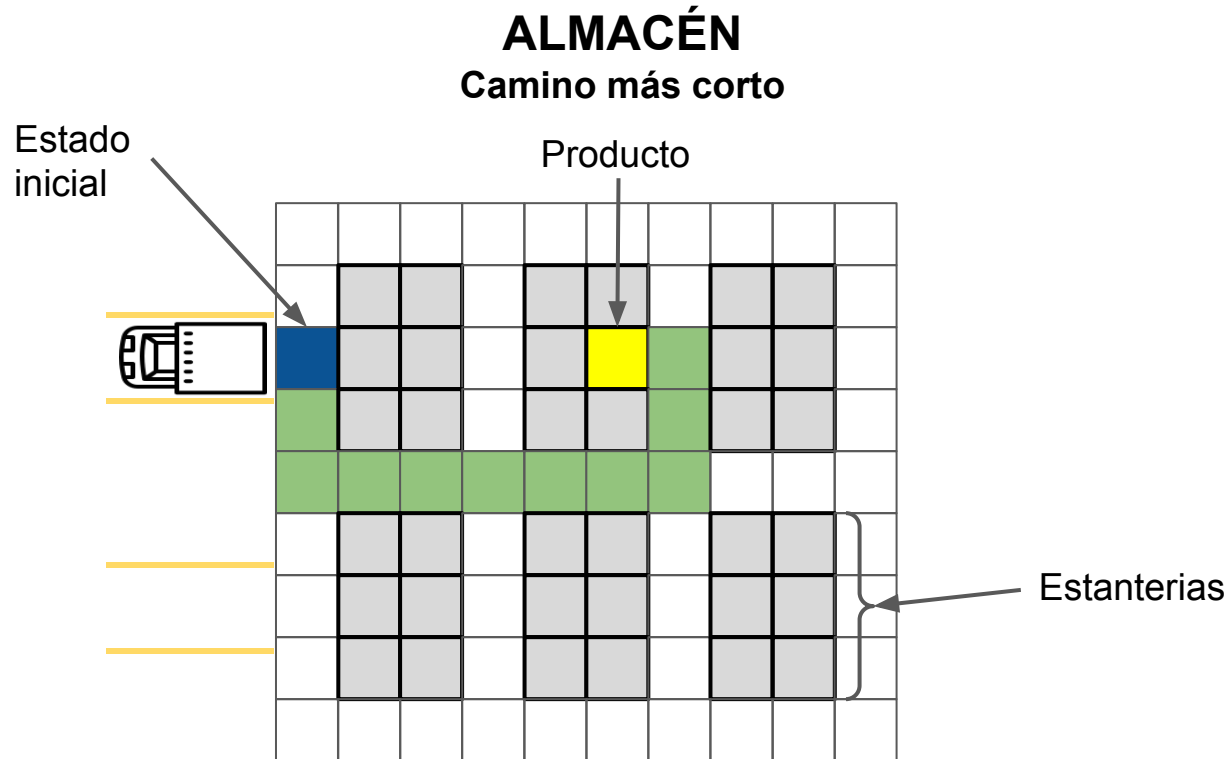 ALMACÉN
Camino más corto
Estado
inicial
Producto
Estanterias